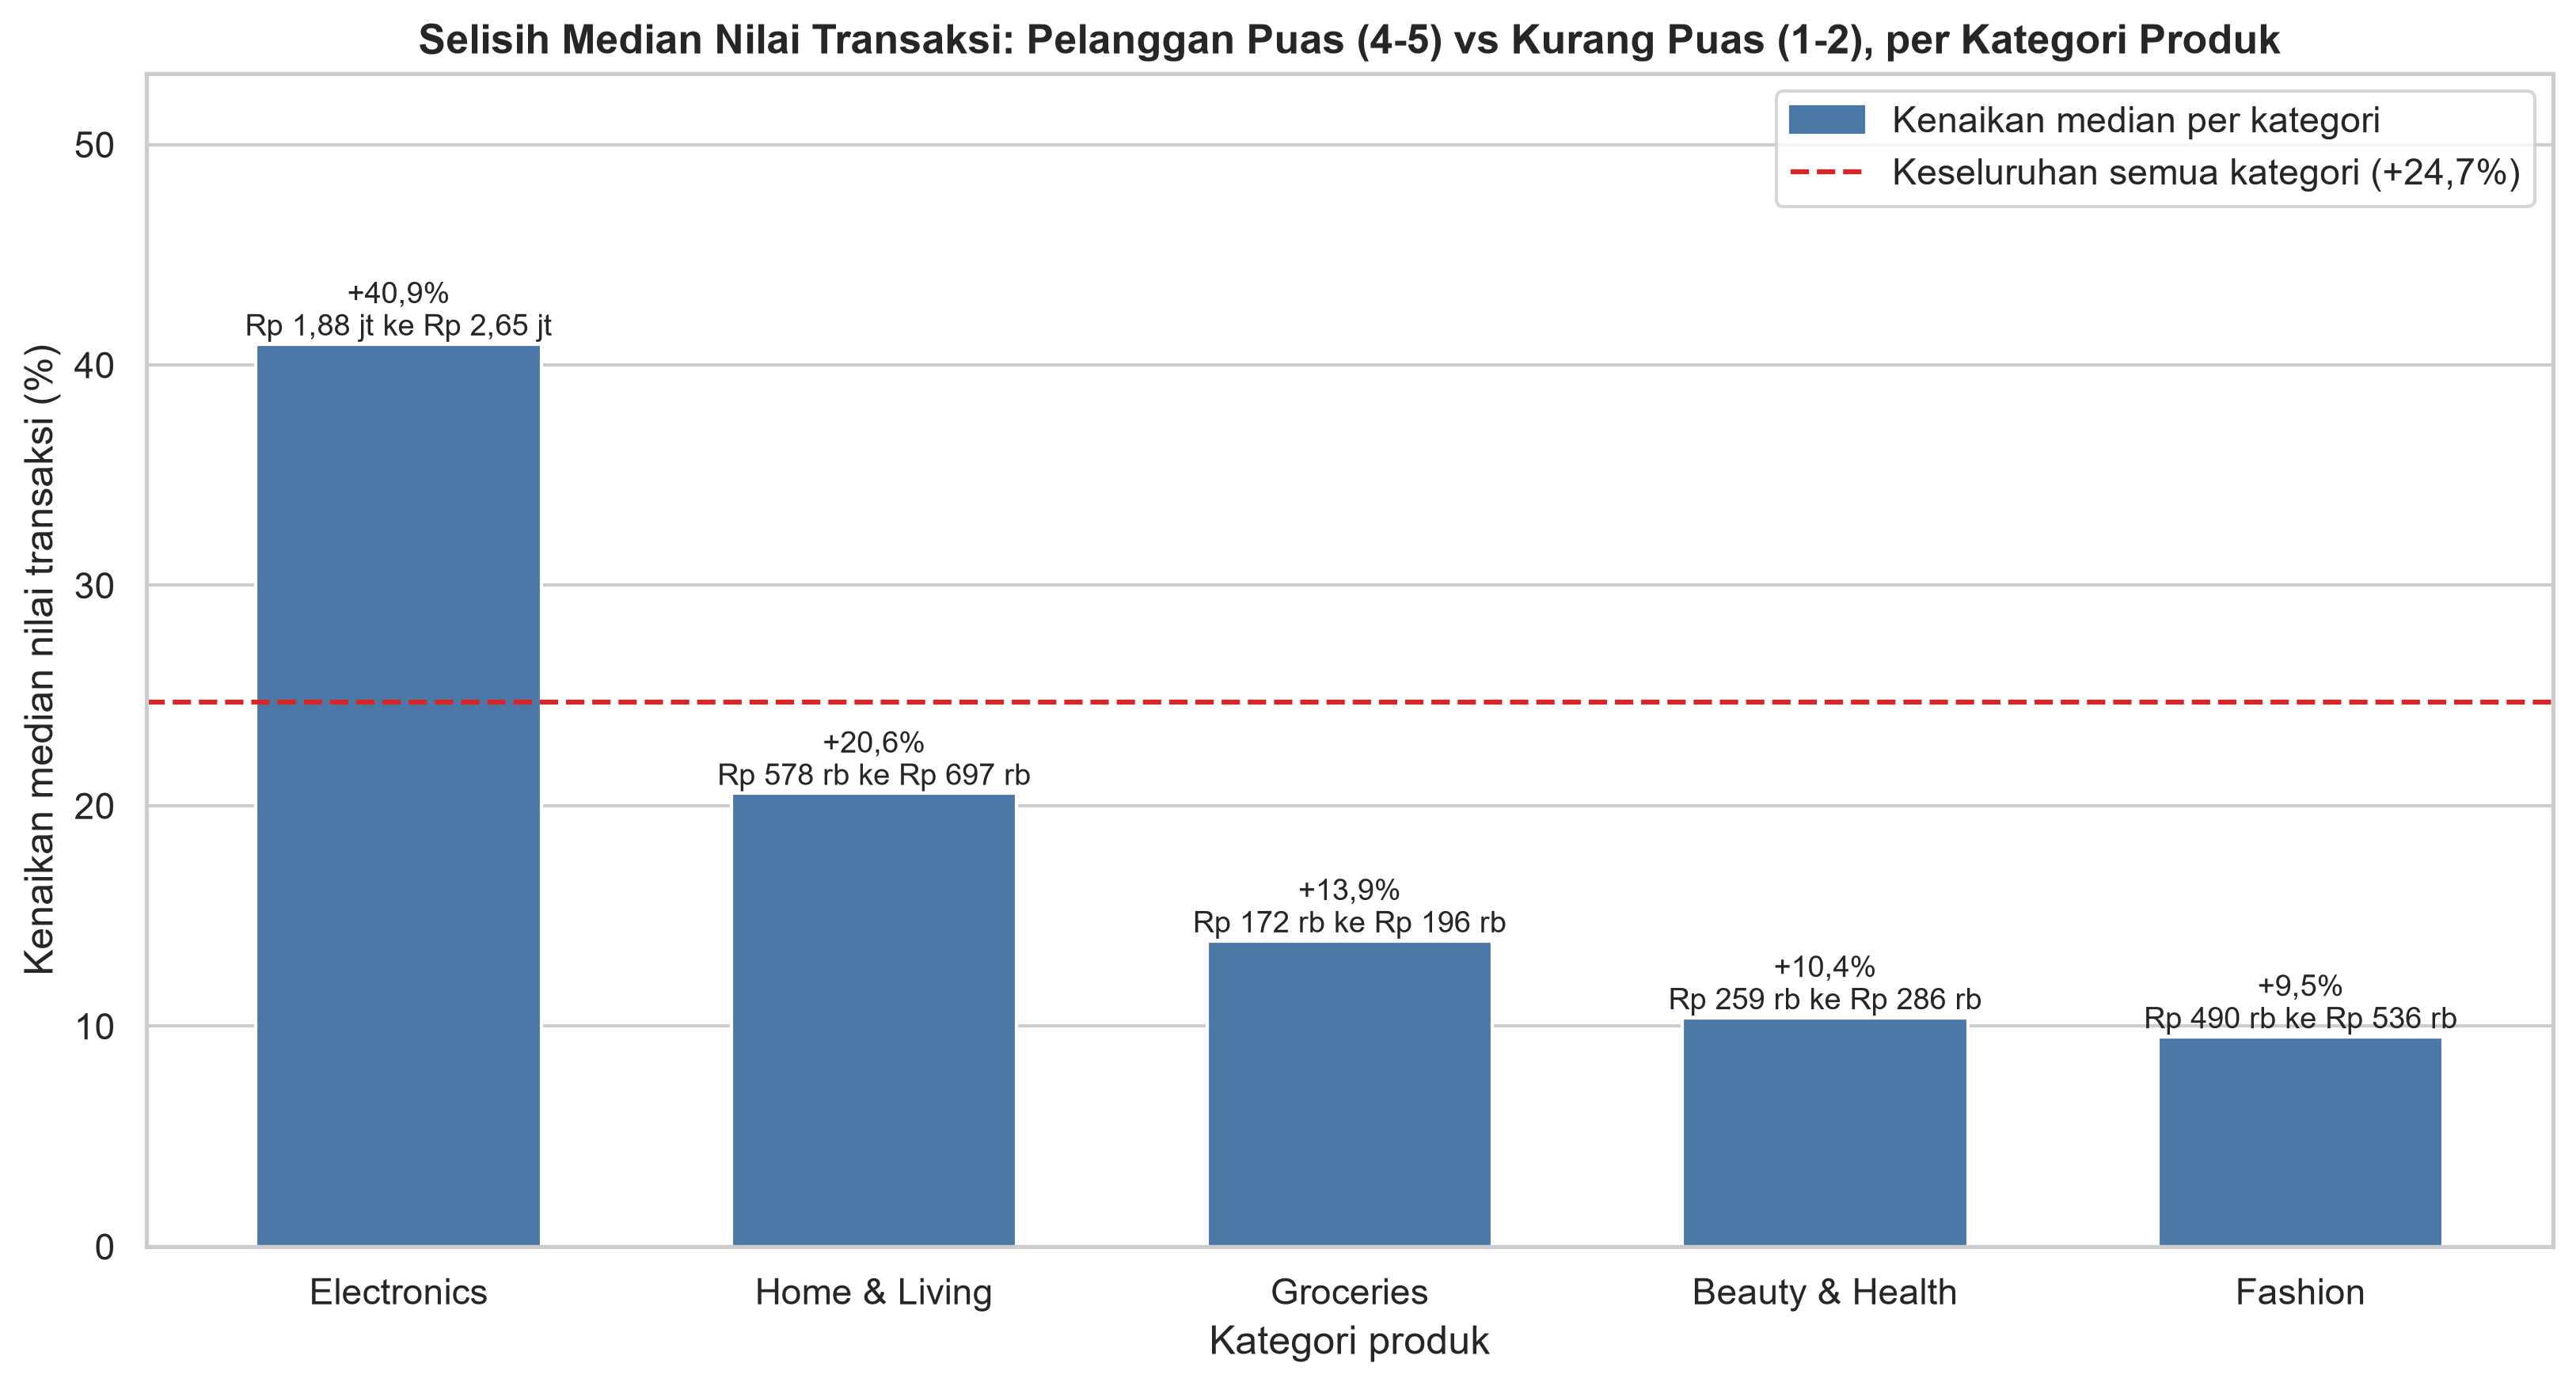 Selisih Median Nilai Transaksi: Pelanggan Puas (4-5) vs Kurang Puas (1-2), per Kategori Produk
Kenaikan median per kategori
Keseluruhan semua kategori (+24,7%)
Kenaikan median nilai transaksi (%)
50
40
30
20
10
0
+40,9%
Rp 1,88 jt ke Rp 2,65 jt
+20,6%
Rp 578 rb ke Rp 697 rb
+13,9%
Rp 172 rb ke Rp 196 rb
+10,4%
Rp 259 rb ke Rp 286 rb
+9,5%
Rp 490 rb ke Rp 536 rb
Electronics
Home & Living
Groceries
Beauty & Health
Fashion
Kategori produk